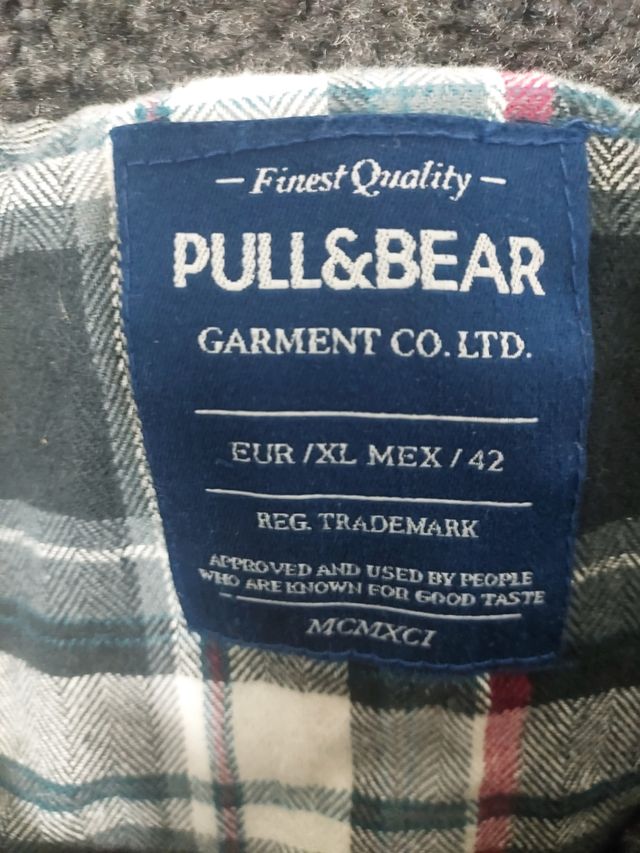 – Finest Quality –
PULL&BEAR
GARMENT CO. LTD.
EUR /XL MEX / 42
REG. TRADEMARK
APPROVED AND USED BY PEOPLE
WHO ARE KNOWN FOR GOOD TASTE
MCMXCI